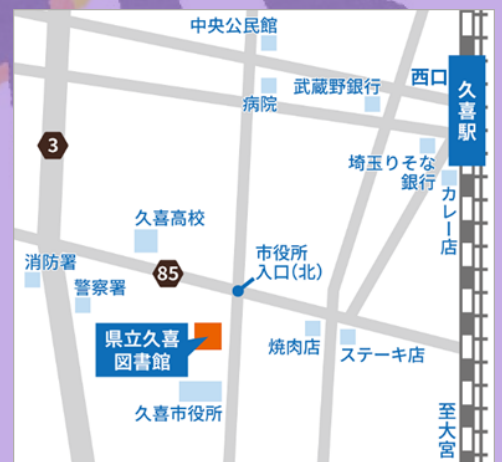 中央公民館
西口
久喜駅
武蔵野銀行
病院
3
埼玉りそな
銀行
カレー店
久喜高校
市役所
入口(北)
消防署
85
警察署
県立久喜
図書館
焼肉店
ステーキ店
久喜市役所
至大宮